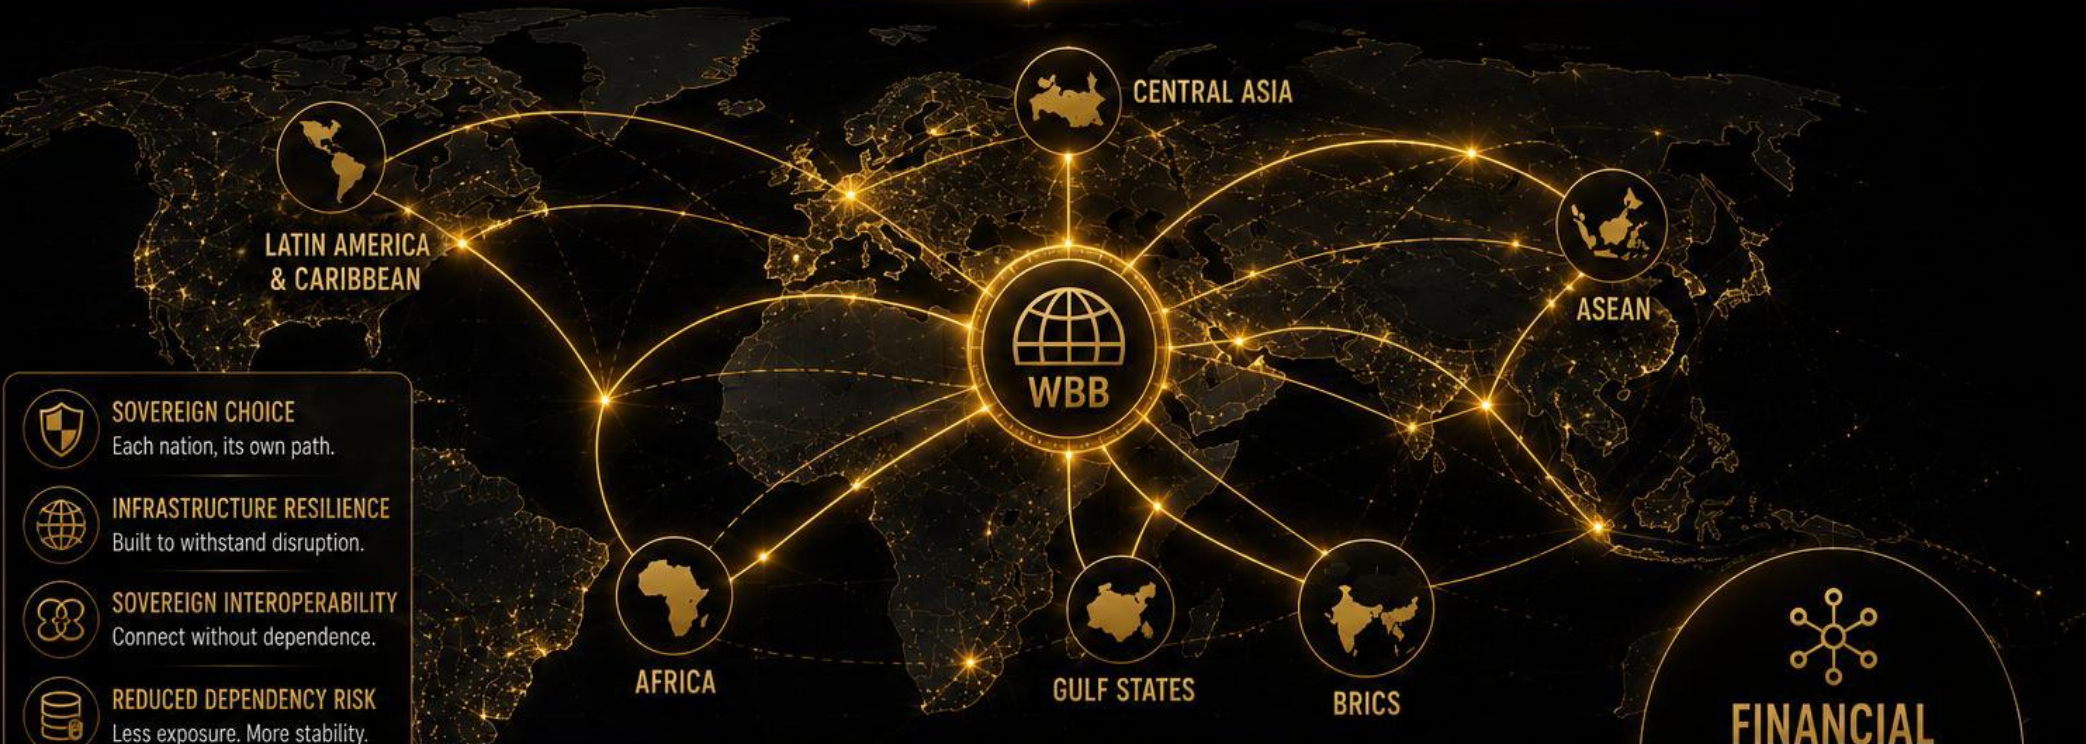 CENTRAL ASIA
LATIN AMERICA
& CARIBBEAN
ASEAN
WBB
SOVEREIGN CHOICE
Each nation, its own path.
INFRASTRUCTURE RESILIENCE
Built to withstand disruption.
SOVEREIGN INTEROPERABILITY
Connect without dependence.
REDUCED DEPENDENCY RISK
Less exposure. More stability.
AFRICA
GULF STATES
BRICS
FINANCIAL